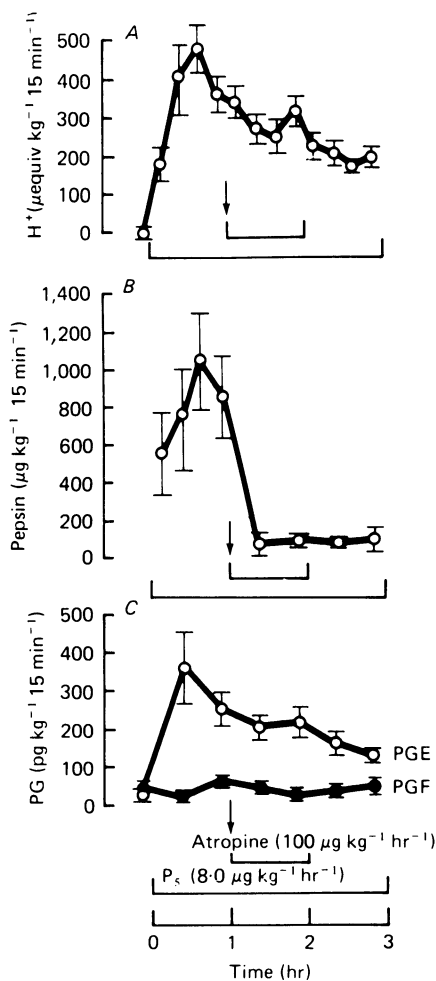 A
500
400
300
200
100
0
H⁺(μequiv kg⁻¹ 15 min⁻¹)
B
1,400
1,200
1,000
800
600
400
200
0
Pepsin (μg kg⁻¹ 15 min⁻¹)
C
500
400
300
200
100
0
PG (pg kg⁻¹ 15 min⁻¹)
PGE
PGF
Atropine (100 μg kg⁻¹ hr⁻¹)
P₅ (8·0 μg kg⁻¹ hr⁻¹)
0 1 2 3
Time (hr)